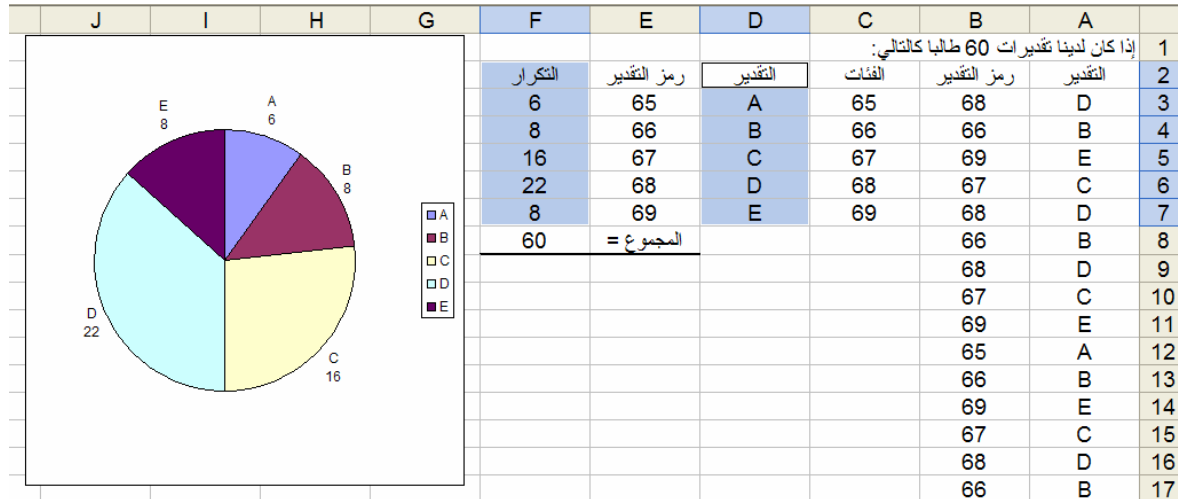 A B C D E F G H I J
1 إذا كان لدينا تقديرات 60 طالبا كالتالي:
2 التقدير رمز التقدير الفئات التقدير رمز التقدير التكرار
3 D 68 65 A 65 6
4 B 66 66 B 66 8
5 E 69 67 C 67 16
6 C 67 68 D 68 22
7 D 68 69 E 69 8
8 B 66 المجموع = 60
9 D 68
10 C 67
11 E 69
12 A 65
13 B 66
14 E 69
15 C 67
16 D 68
17 B 66
A
6
B
8
C
16
D
22
E
8
A
B
C
D
E